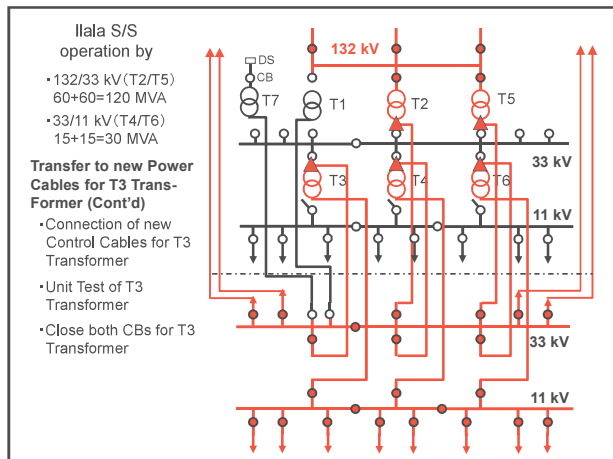 Ilala S/S
operation by
・132/33 kV(T2/T5)
60+60=120 MVA
・33/11 kV(T4/T6)
15+15=30 MVA
Transfer to new Power
Cables for T3 Trans-
Former (Cont'd)
・Connection of new
Control Cables for T3
Transformer
・Unit Test of T3
Transformer
・Close both CBs for T3
Transformer
132 kV
DS
CB
T7
T1
T2
T5
33 kV
T3
T4
T6
11 kV
33 kV
11 kV